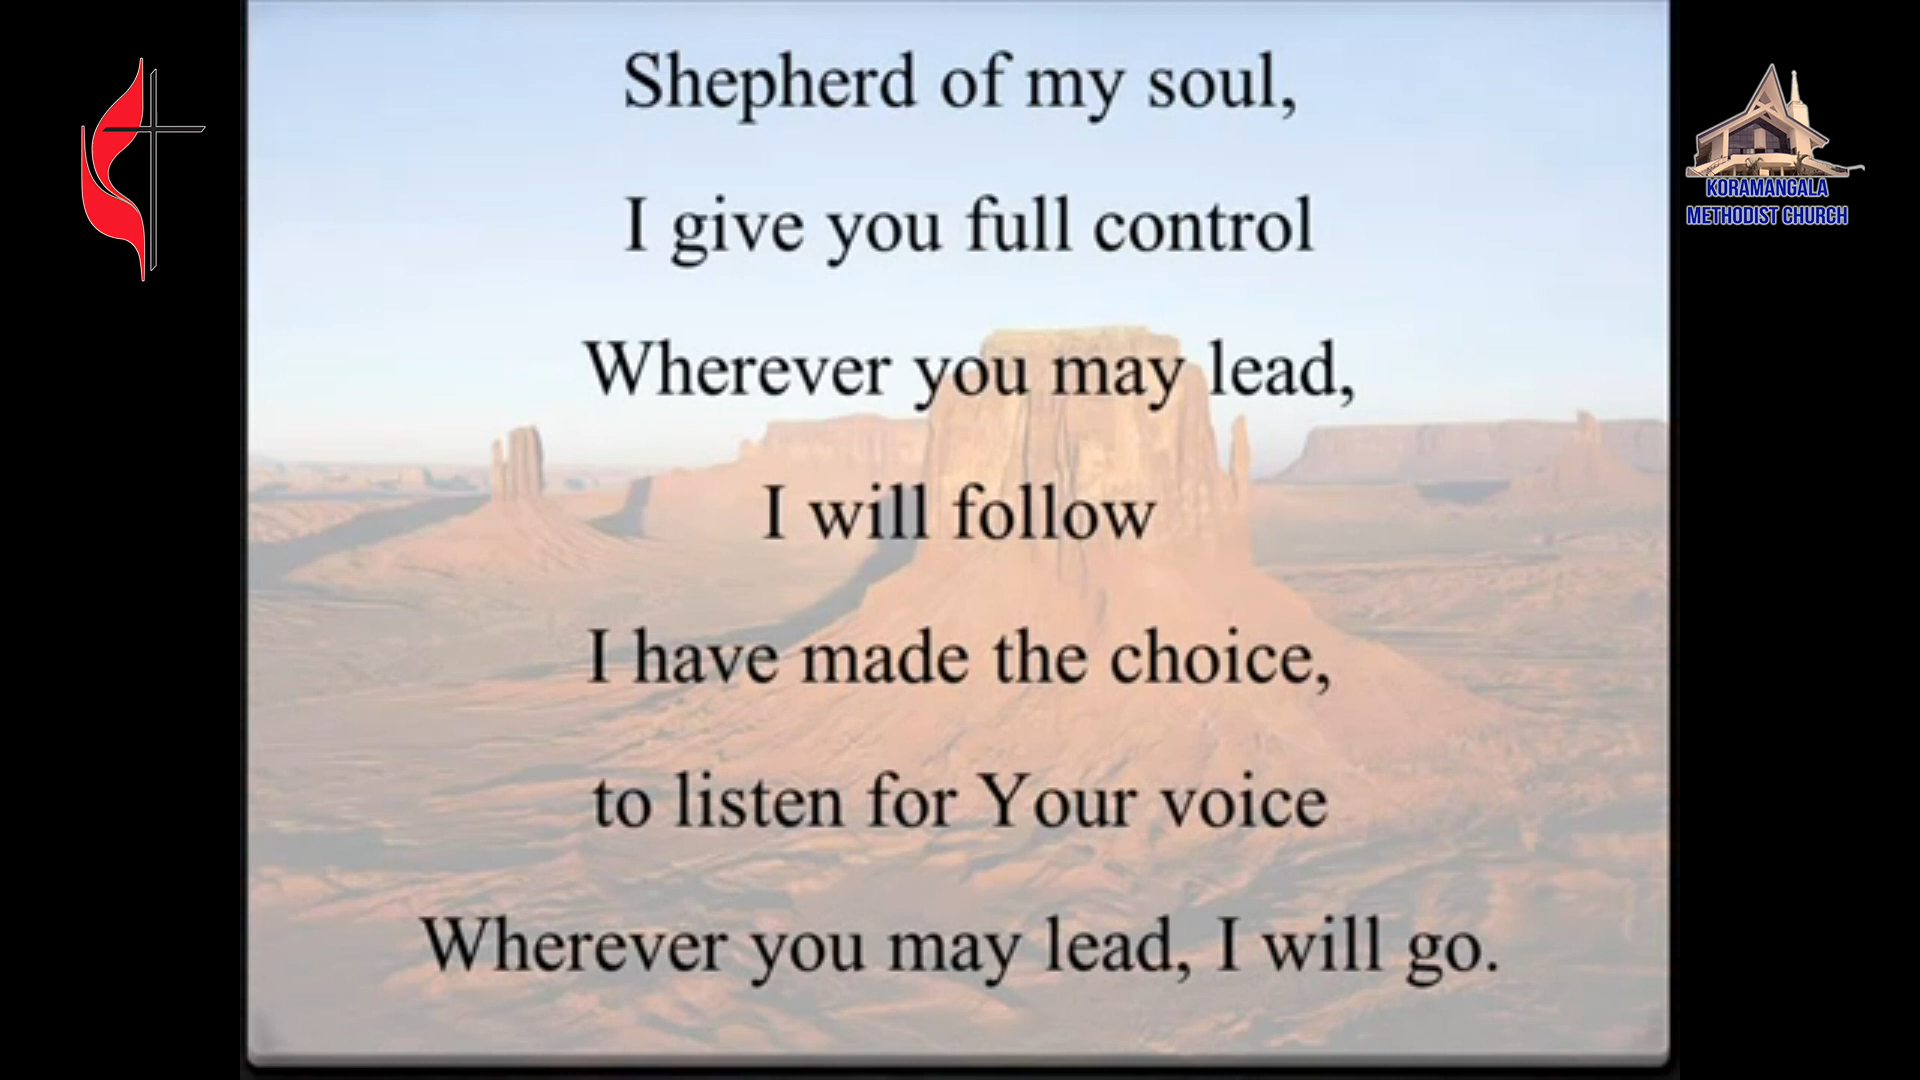 Shepherd of my soul,
I give you full control
Wherever you may lead,
I will follow
I have made the choice,
to listen for Your voice
Wherever you may lead, I will go.
KORAMANGALA
METHODIST CHURCH